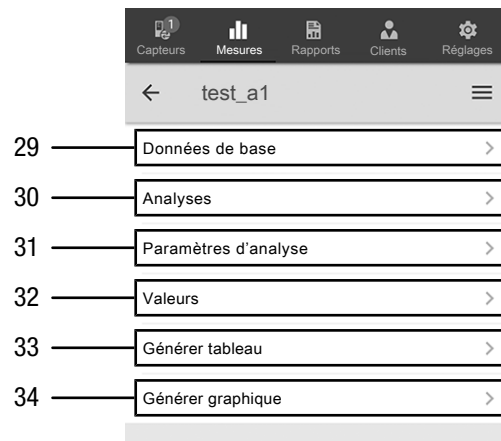 1
Capteurs Mesures Rapports Clients Réglages
test_a1
29 Données de base
30 Analyses
31 Paramètres d'analyse
32 Valeurs
33 Générer tableau
34 Générer graphique